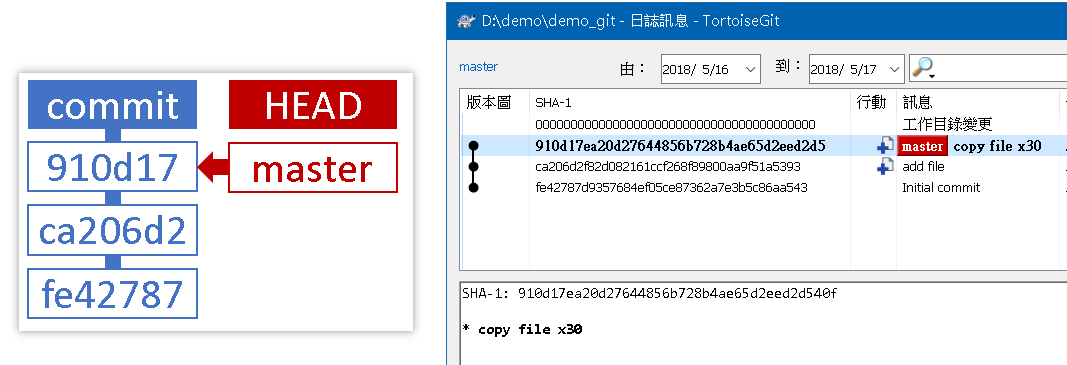 commit
HEAD
910d17
master
ca206d2
fe42787
D:\demo\demo_git - 日誌訊息 - TortoiseGit
master
由：
2018/ 5/16
到：
2018/ 5/17
版本圖 SHA-1 行動 訊息
0000000000000000000000000000000000000000 工作目錄變更
910d17ea20d27644856b728b4ae65d2eed2d5 master copy file x30
ca206d2f82d082161ccf268f89800aa9f51a5393 add file
fe42787d9357684ef05ce87362a7e3b5c86aa543 Initial commit
SHA-1: 910d17ea20d27644856b728b4ae65d2eed2d540f
* copy file x30